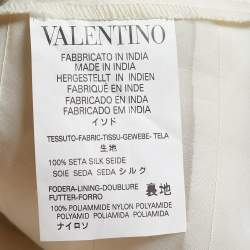 VALENTINO
FABBRICATO IN INDIA
MADE IN INDIA
HERGESTELLT IN INDIEN
FABRIQUÉ EN INDE
FABRICADO EN INDIA
FABRICADO EM INDA
インド
TESSUTO-FABRIC-TISSU-GEWEBE-TELA
生地
100% SETA SILK SEIDE
SOIE SEDA SEDA シルク
FODERA-LINING-DOUBLURE
FUTTER-FORRO 裏地
100% POLIAMMIDE NYLON POLYAMIDE
POLYAMID POLIAMIDA POLIAMIDA
ナイロン